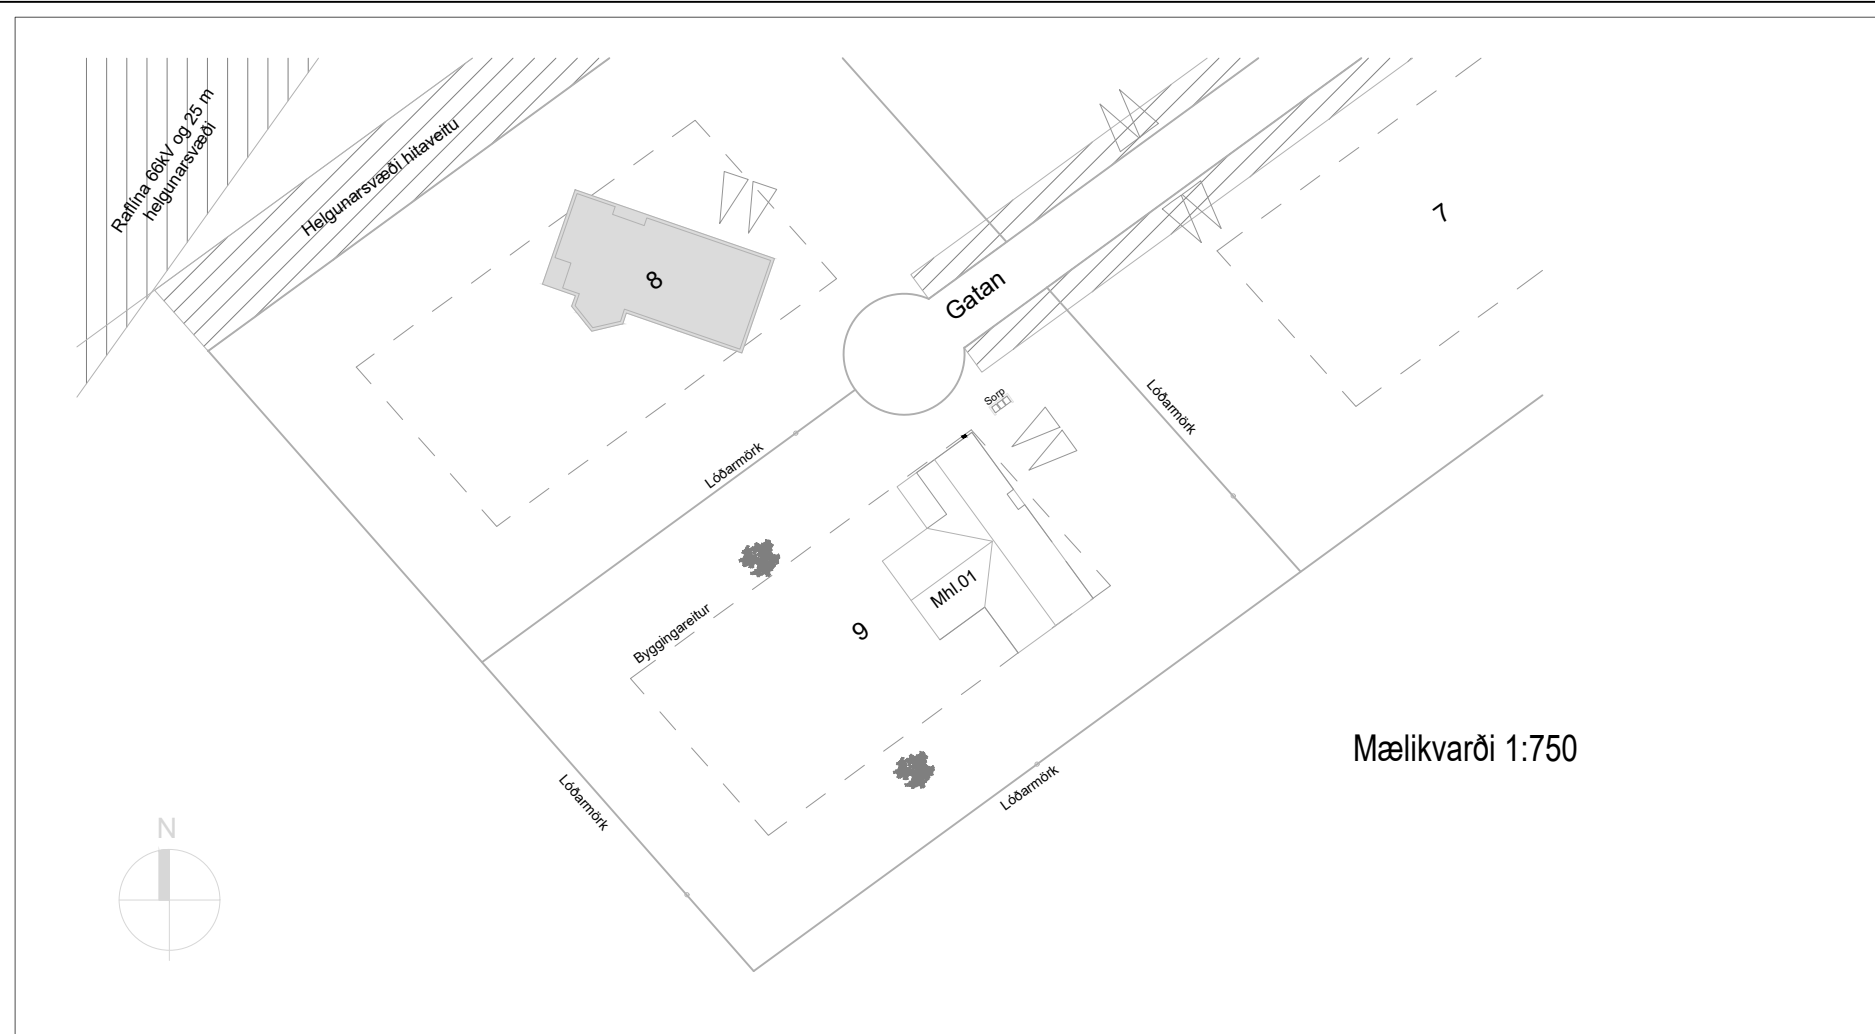 Raflína 66kV og 25 m
helgunarsvæði
Helgunarsvæði hitaveitu
8
7
Gatan
Sorp
Lóðarmörk
Lóðarmörk
Mhl.01
9
Byggingareitur
Mælikvarði 1:750
Lóðarmörk
Lóðarmörk
N